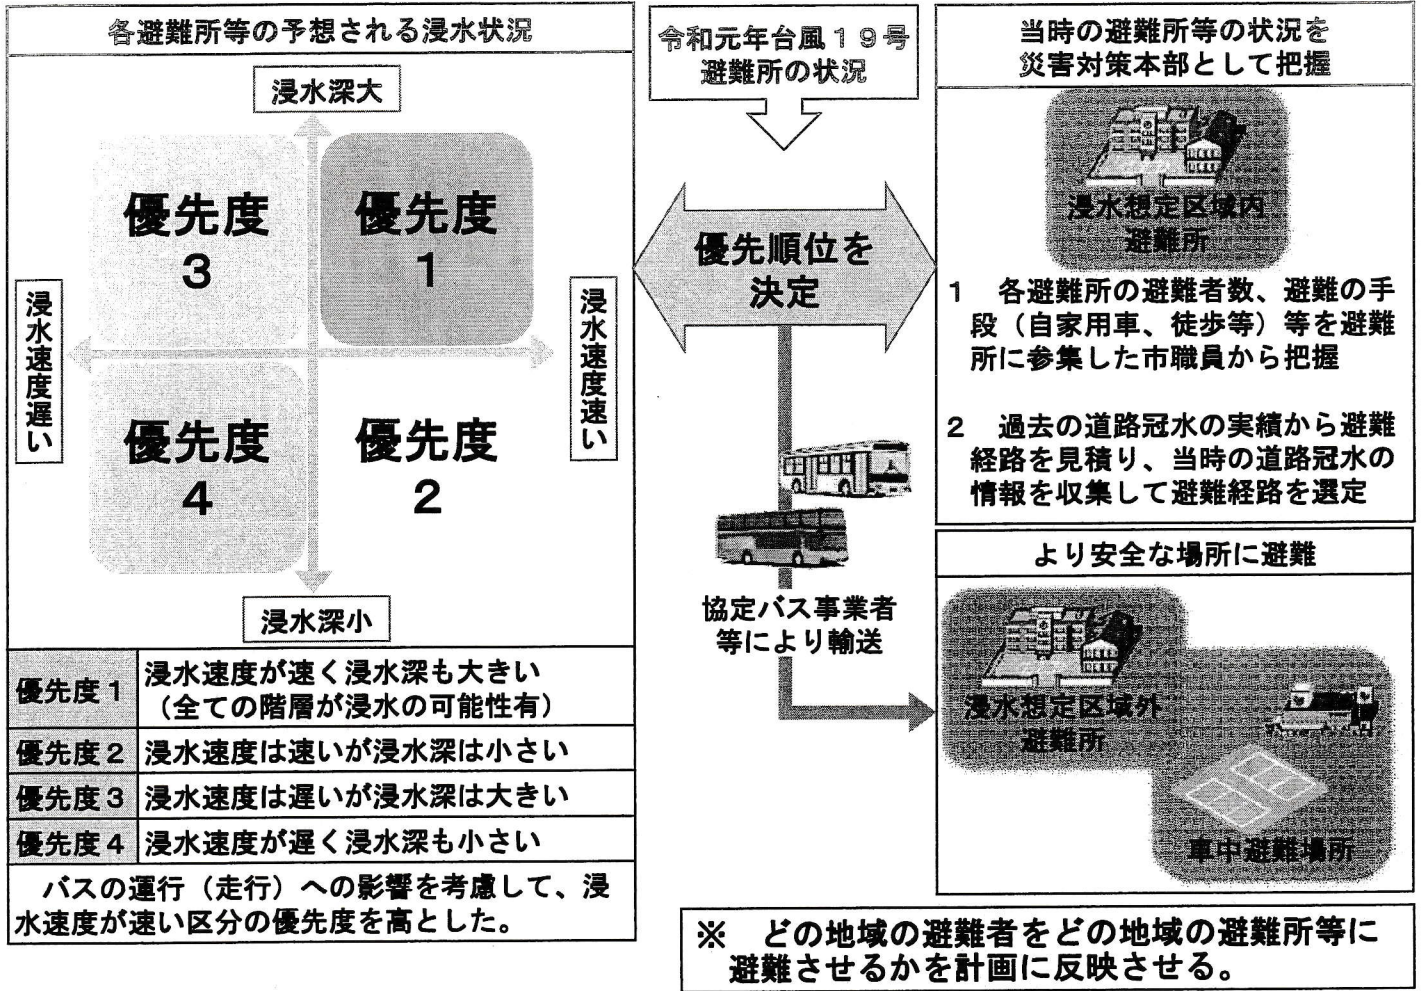 各避難所等の予想される浸水状況
浸水深大
優先度
3
優先度
1
浸水速度遅い
浸水速度速い
優先度
4
優先度
2
浸水深小
優先度1
浸水速度が速く浸水深も大きい
（全ての階層が浸水の可能性有）
優先度2
浸水速度は速いが浸水深は小さい
優先度3
浸水速度は遅いが浸水深は大きい
優先度4
浸水速度が遅く浸水深も小さい
バスの運行（走行）への影響を考慮して、浸
水速度が速い区分の優先度を高とした。
令和元年台風19号
避難所の状況
優先順位を
決定
協定バス事業者
等により輸送
当時の避難所等の状況を
災害対策本部として把握
浸水想定区域内
避難所
1　各避難所の避難者数、避難の手
段（自家用車、徒歩等）等を避難
所に参集した市職員から把握
2　過去の道路冠水の実績から避難
経路を見積り、当時の道路冠水の
情報を収集して避難経路を選定
より安全な場所に避難
浸水想定区域外
避難所
車中避難場所
※　どの地域の避難者をどの地域の避難所等に
避難させるかを計画に反映させる。